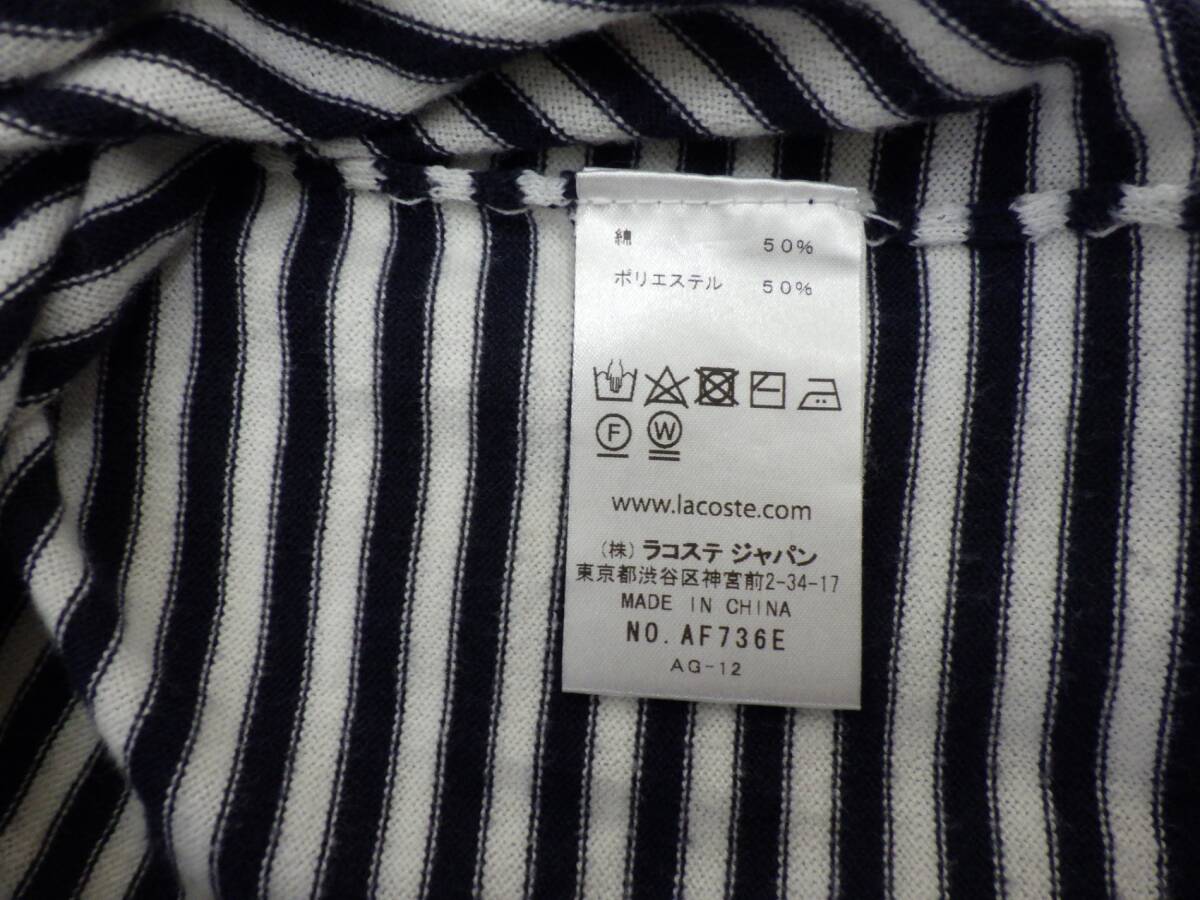 綿 50%
ポリエステル 50%
F W
www.lacoste.com
(株) ラコステ ジャパン
東京都渋谷区神宮前2-34-17
MADE IN CHINA
NO. AF736E
AG-12